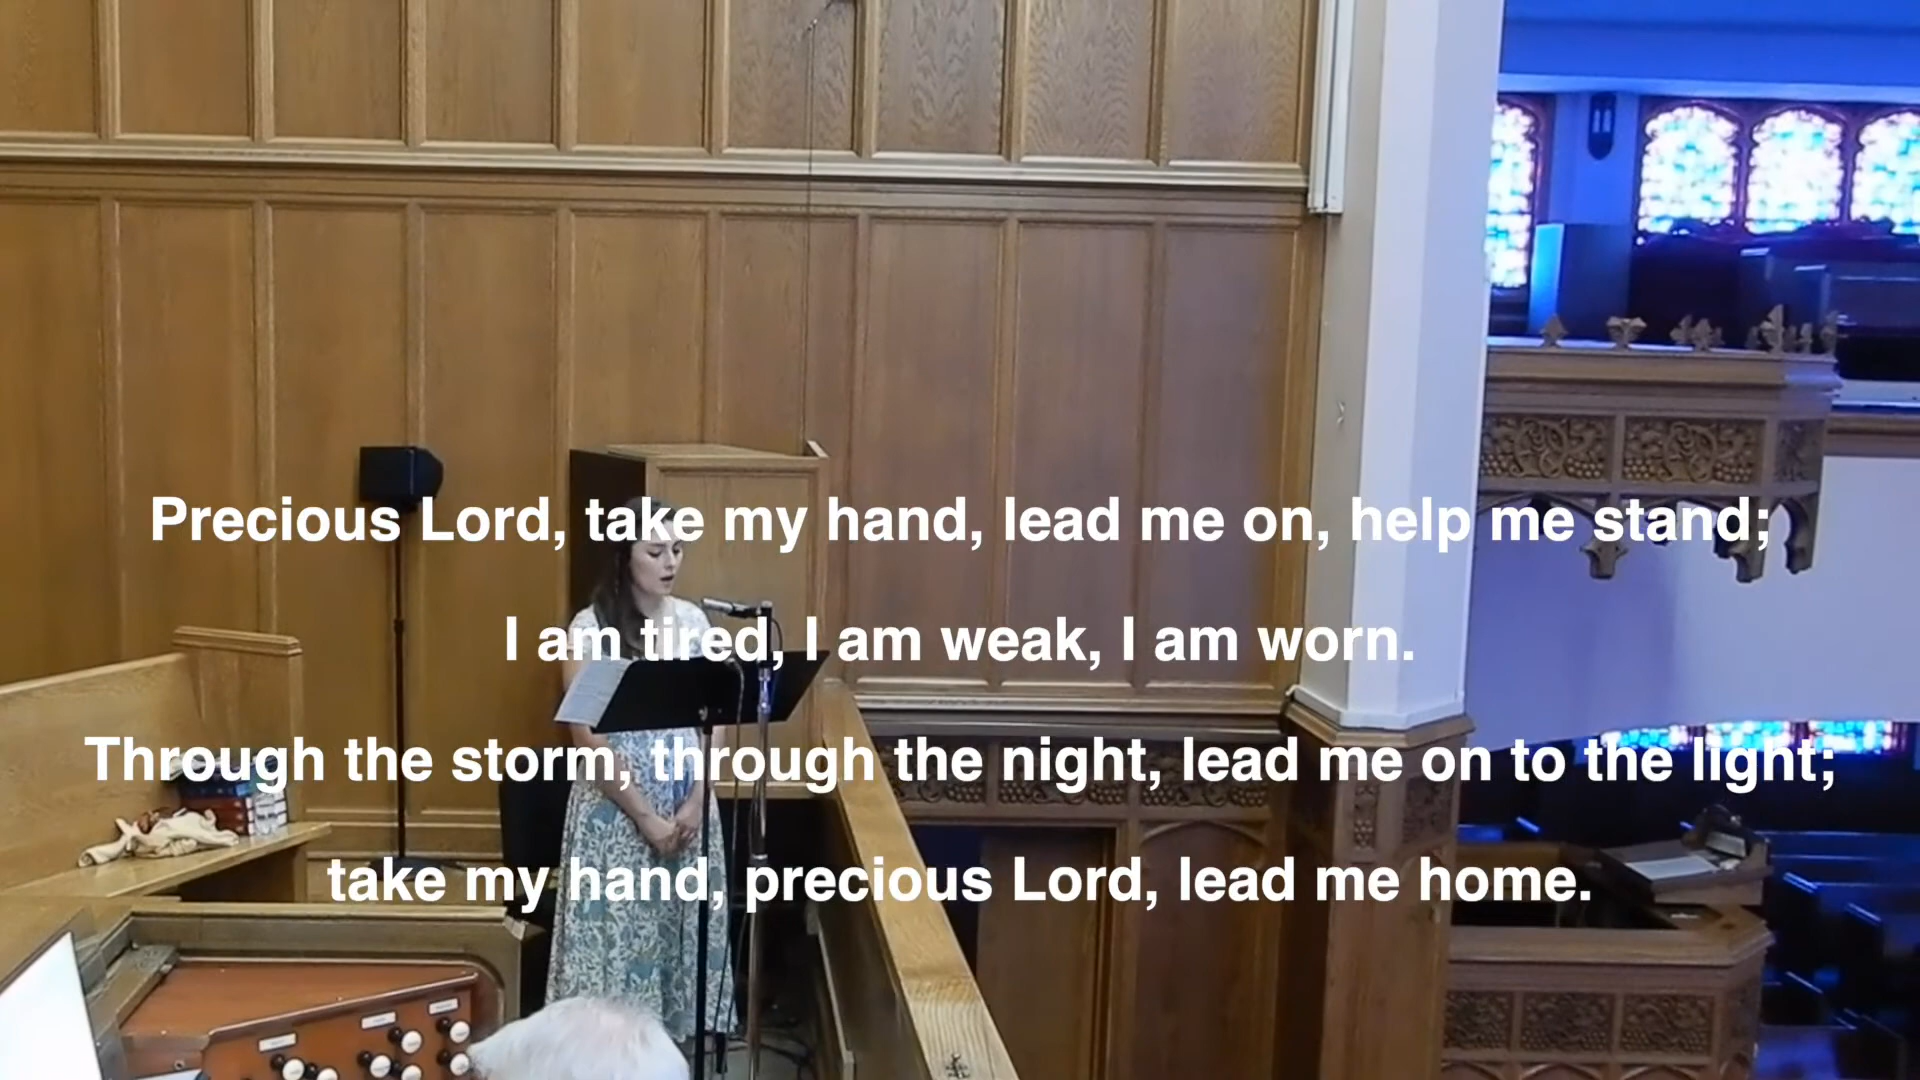 Precious Lord, take my hand, lead me on, help me stand;
I am tired, I am weak, I am worn.
Through the storm, through the night, lead me on to the light;
take my hand, precious Lord, lead me home.